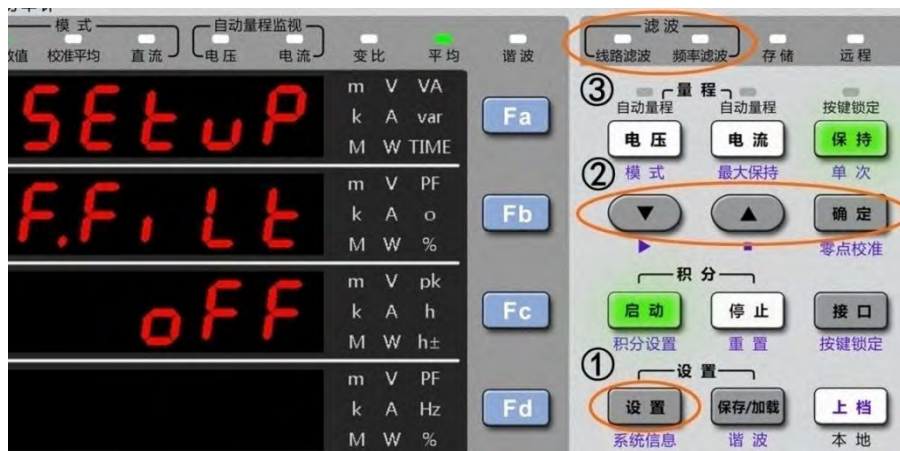 模 式
自动量程监视
滤 波
数值 校准平均 直 流 电 压 电 流 变 比 平 均 谐 波 线路滤波 频率滤波 存 储 远 程
SEtuP
m V VA
k A var
M W TIME
Fa
③ 量 程
自动量程 自动量程 按键锁定
电 压 电 流 保 持
模 式 最大保持 单 次
F.FiLt
m V PF
k A o
M W %
Fb
②
▼ ▲ 确 定
▶ ■ 零点校准
oFF
m V pk
k A h
M W h±
Fc
积 分
启 动 停 止 接 口
积分设置 重 置 按键锁定
m V PF
k A Hz
M W %
Fd
① 设 置
设 置 保存/加载 上 档
系统信息 谐 波 本 地